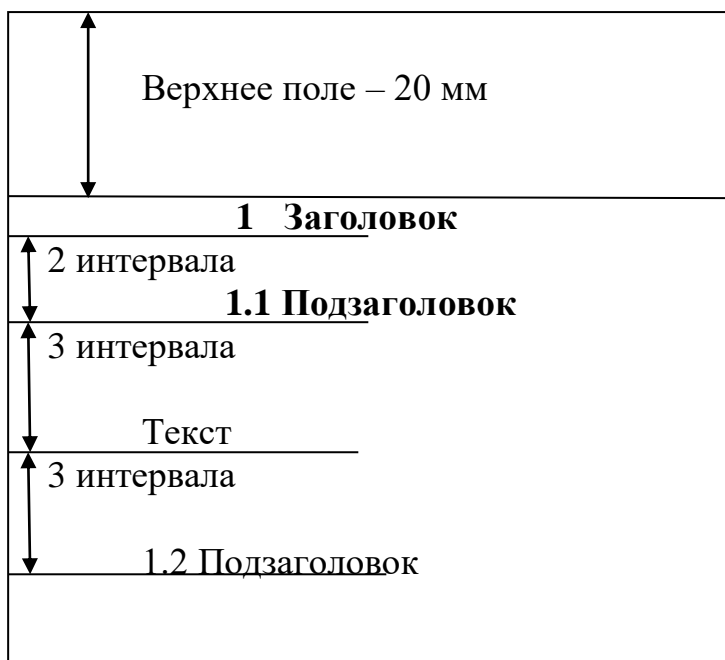 Верхнее поле – 20 мм
1 Заголовок
2 интервала
1.1 Подзаголовок
3 интервала
Текст
3 интервала
1.2 Подзаголовок